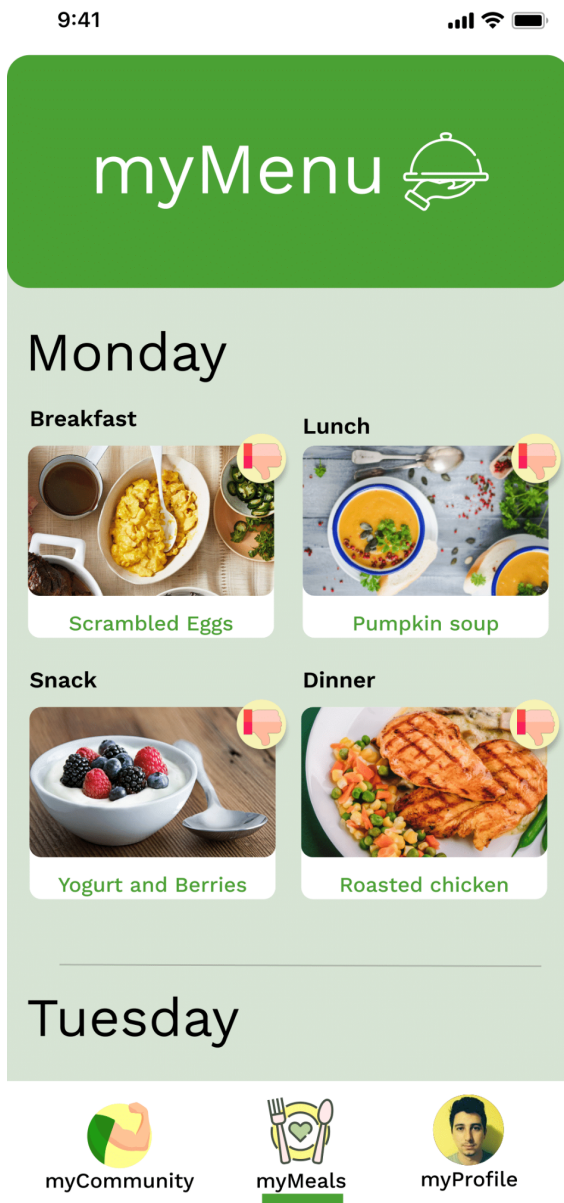 9:41
myMenu
Monday
Breakfast
Lunch
Scrambled Eggs
Pumpkin soup
Snack
Dinner
Yogurt and Berries
Roasted chicken
Tuesday
myCommunity
myMeals
myProfile